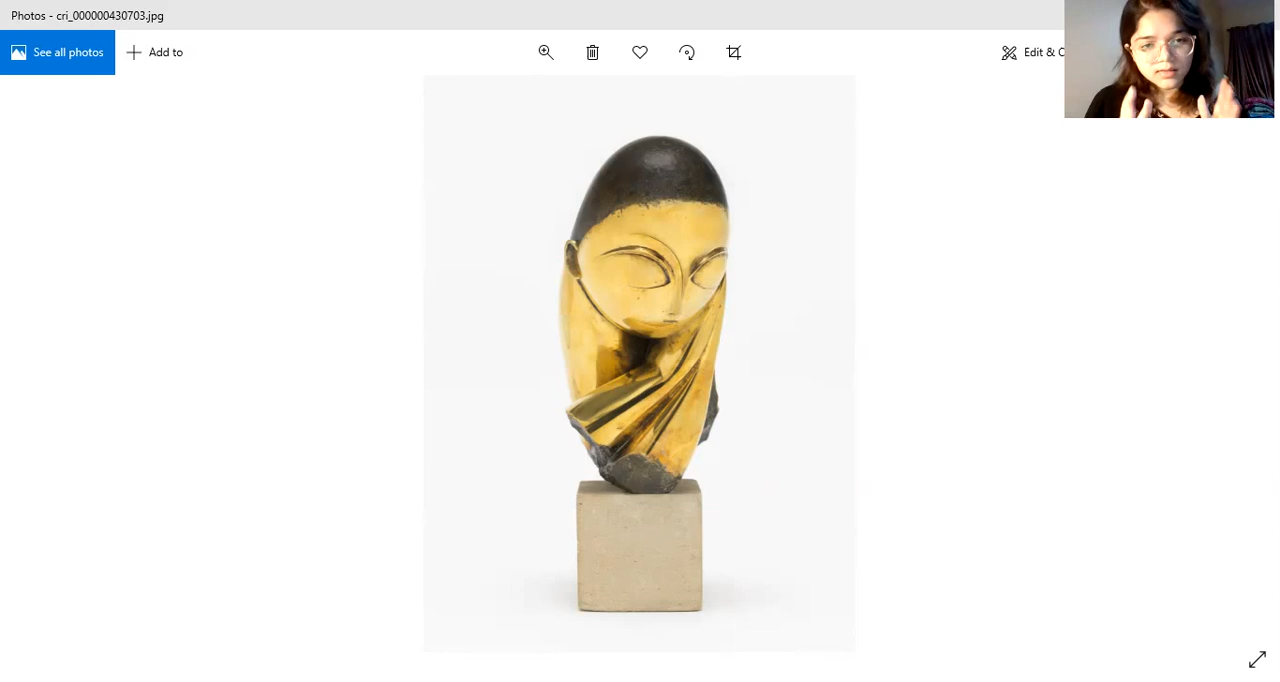 Photos - cri_000000430703.jpg
See all photos
Add to
Edit & C